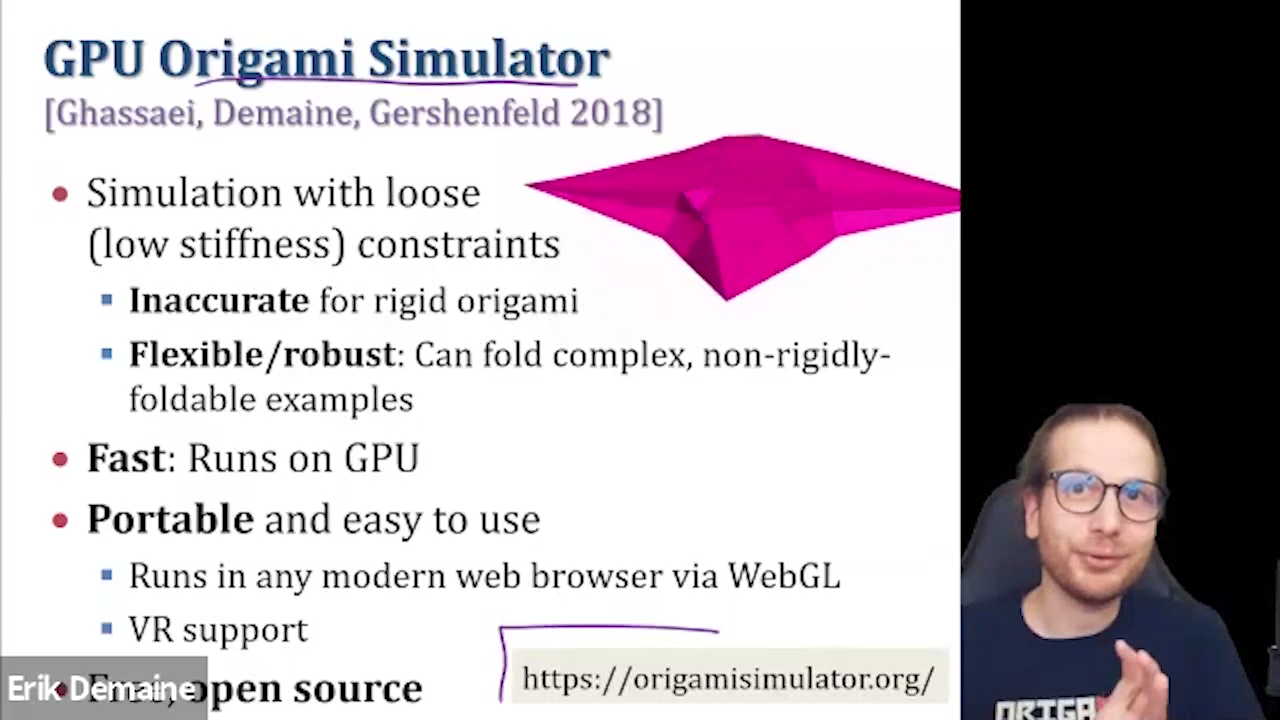 GPU Origami Simulator
[Ghassaei, Demaine, Gershenfeld 2018]
• Simulation with loose
(low stiffness) constraints
▪ Inaccurate for rigid origami
▪ Flexible/robust: Can fold complex, non-rigidly-
foldable examples
• Fast: Runs on GPU
• Portable and easy to use
▪ Runs in any modern web browser via WebGL
▪ VR support
open source
https://origamisimulator.org/
Erik Demaine
ORIGA